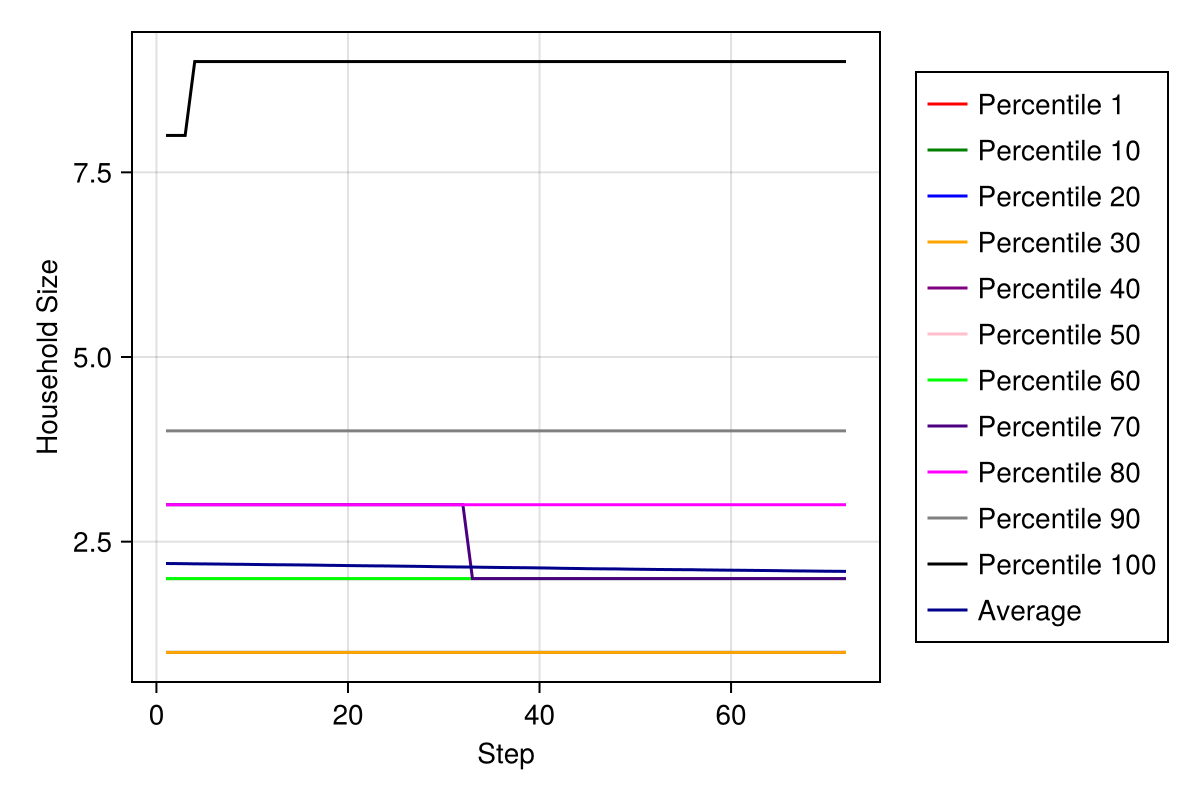 7.5
5.0
2.5
Household Size
0 20 40 60
Step
Percentile 1
Percentile 10
Percentile 20
Percentile 30
Percentile 40
Percentile 50
Percentile 60
Percentile 70
Percentile 80
Percentile 90
Percentile 100
Average